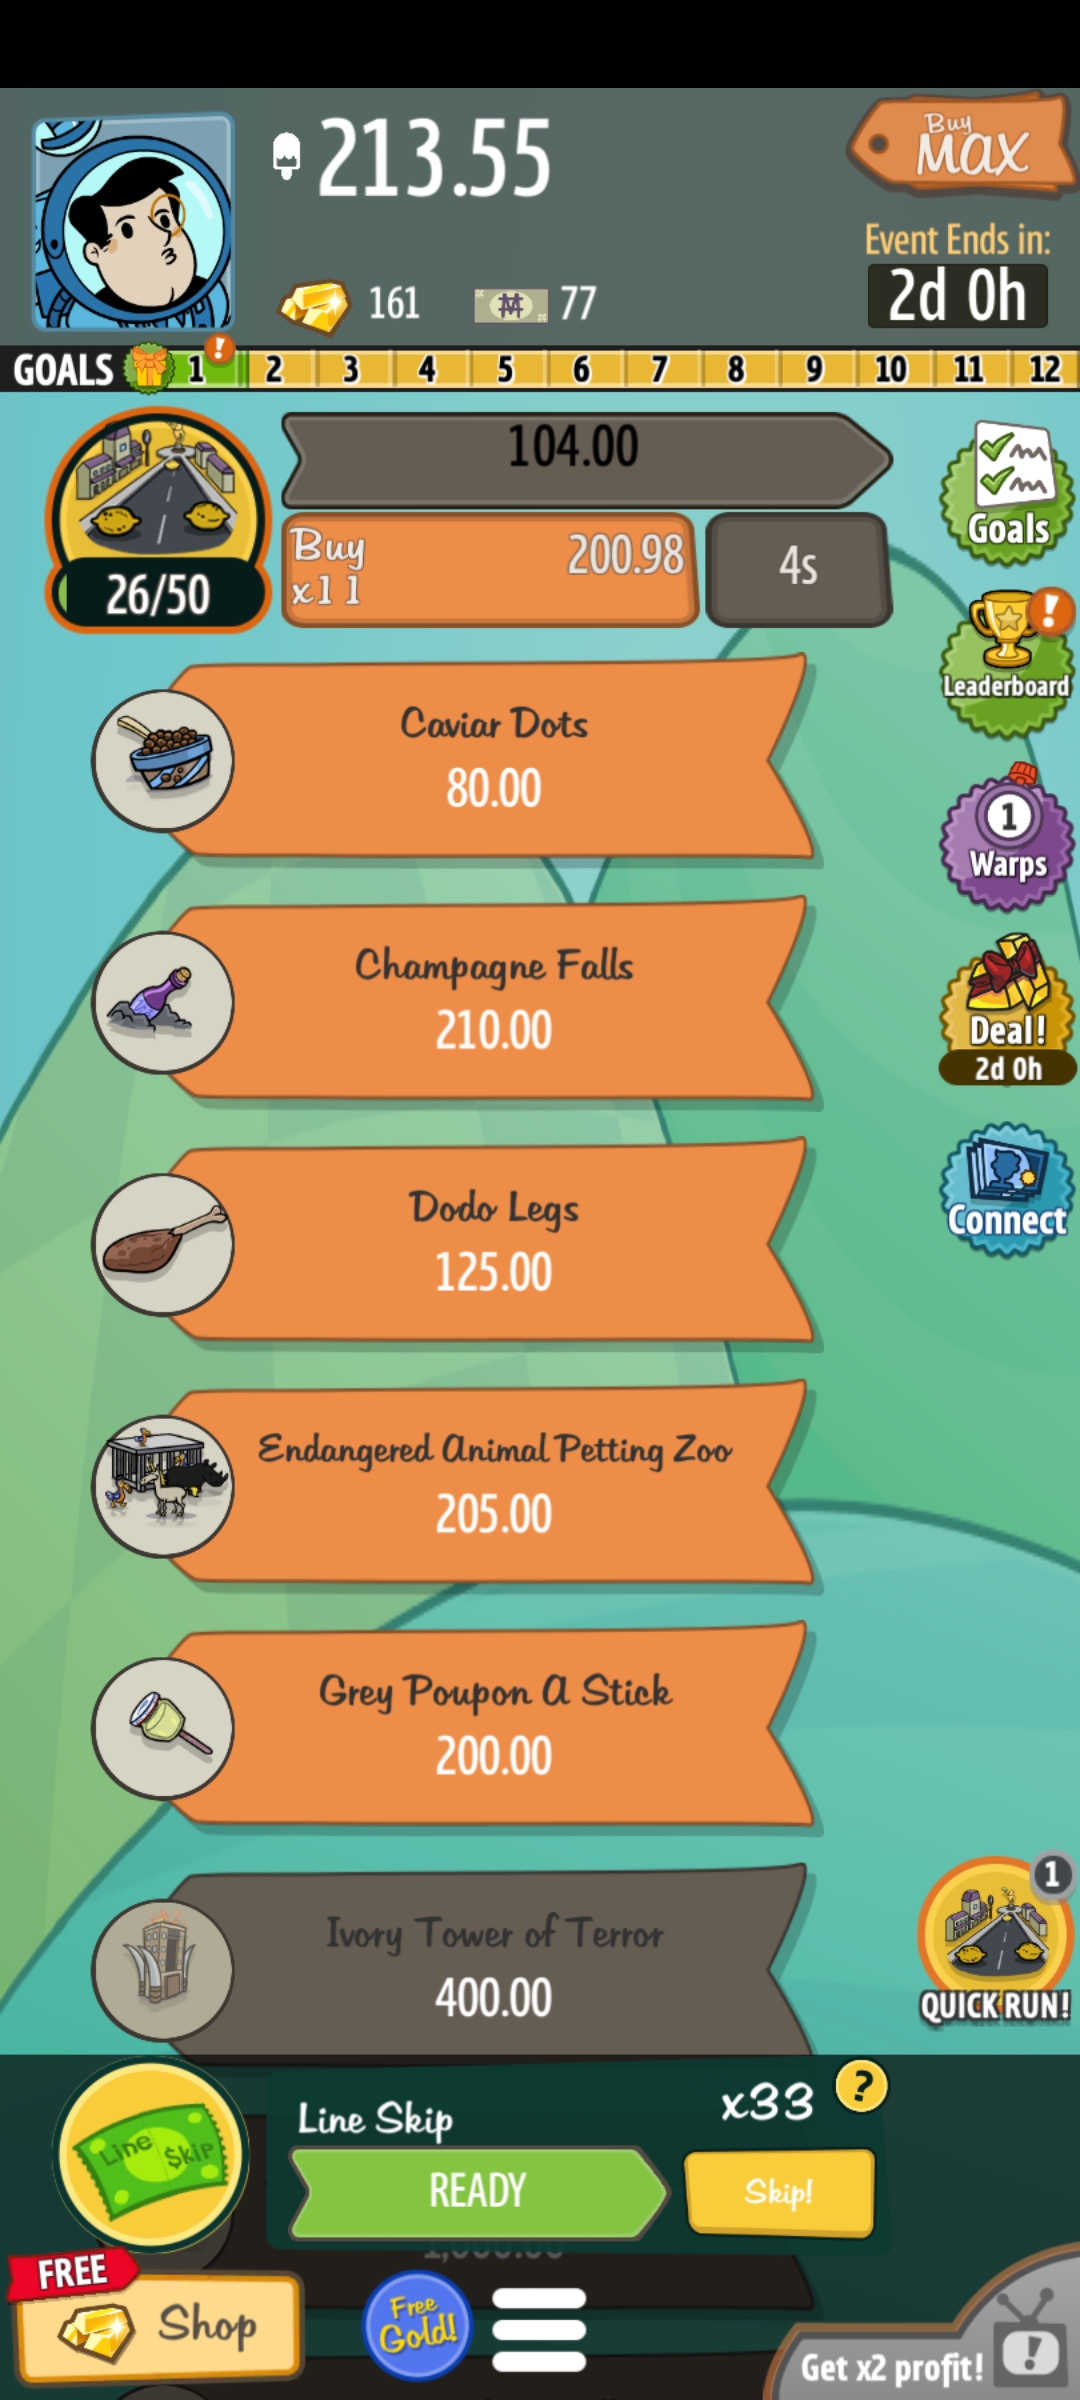 213.55
Buy
MAX
161
77
Event Ends in:
2d 0h
GOALS 1 ! 2 3 4 5 6 7 8 9 10 11 12
104.00
Buy
x11
200.98
4s
26/50
Goals
!
Leaderboard
Caviar Dots
80.00
1
Warps
Champagne Falls
210.00
Deal!
2d 0h
Dodo Legs
125.00
Connect
Endangered Animal Petting Zoo
205.00
Grey Poupon A Stick
200.00
Ivory Tower of Terror
400.00
1
QUICK RUN!
Line $kip
Line Skip
x33
?
READY
Skip!
FREE
Shop
Free
Gold!
Get x2 profit!
!